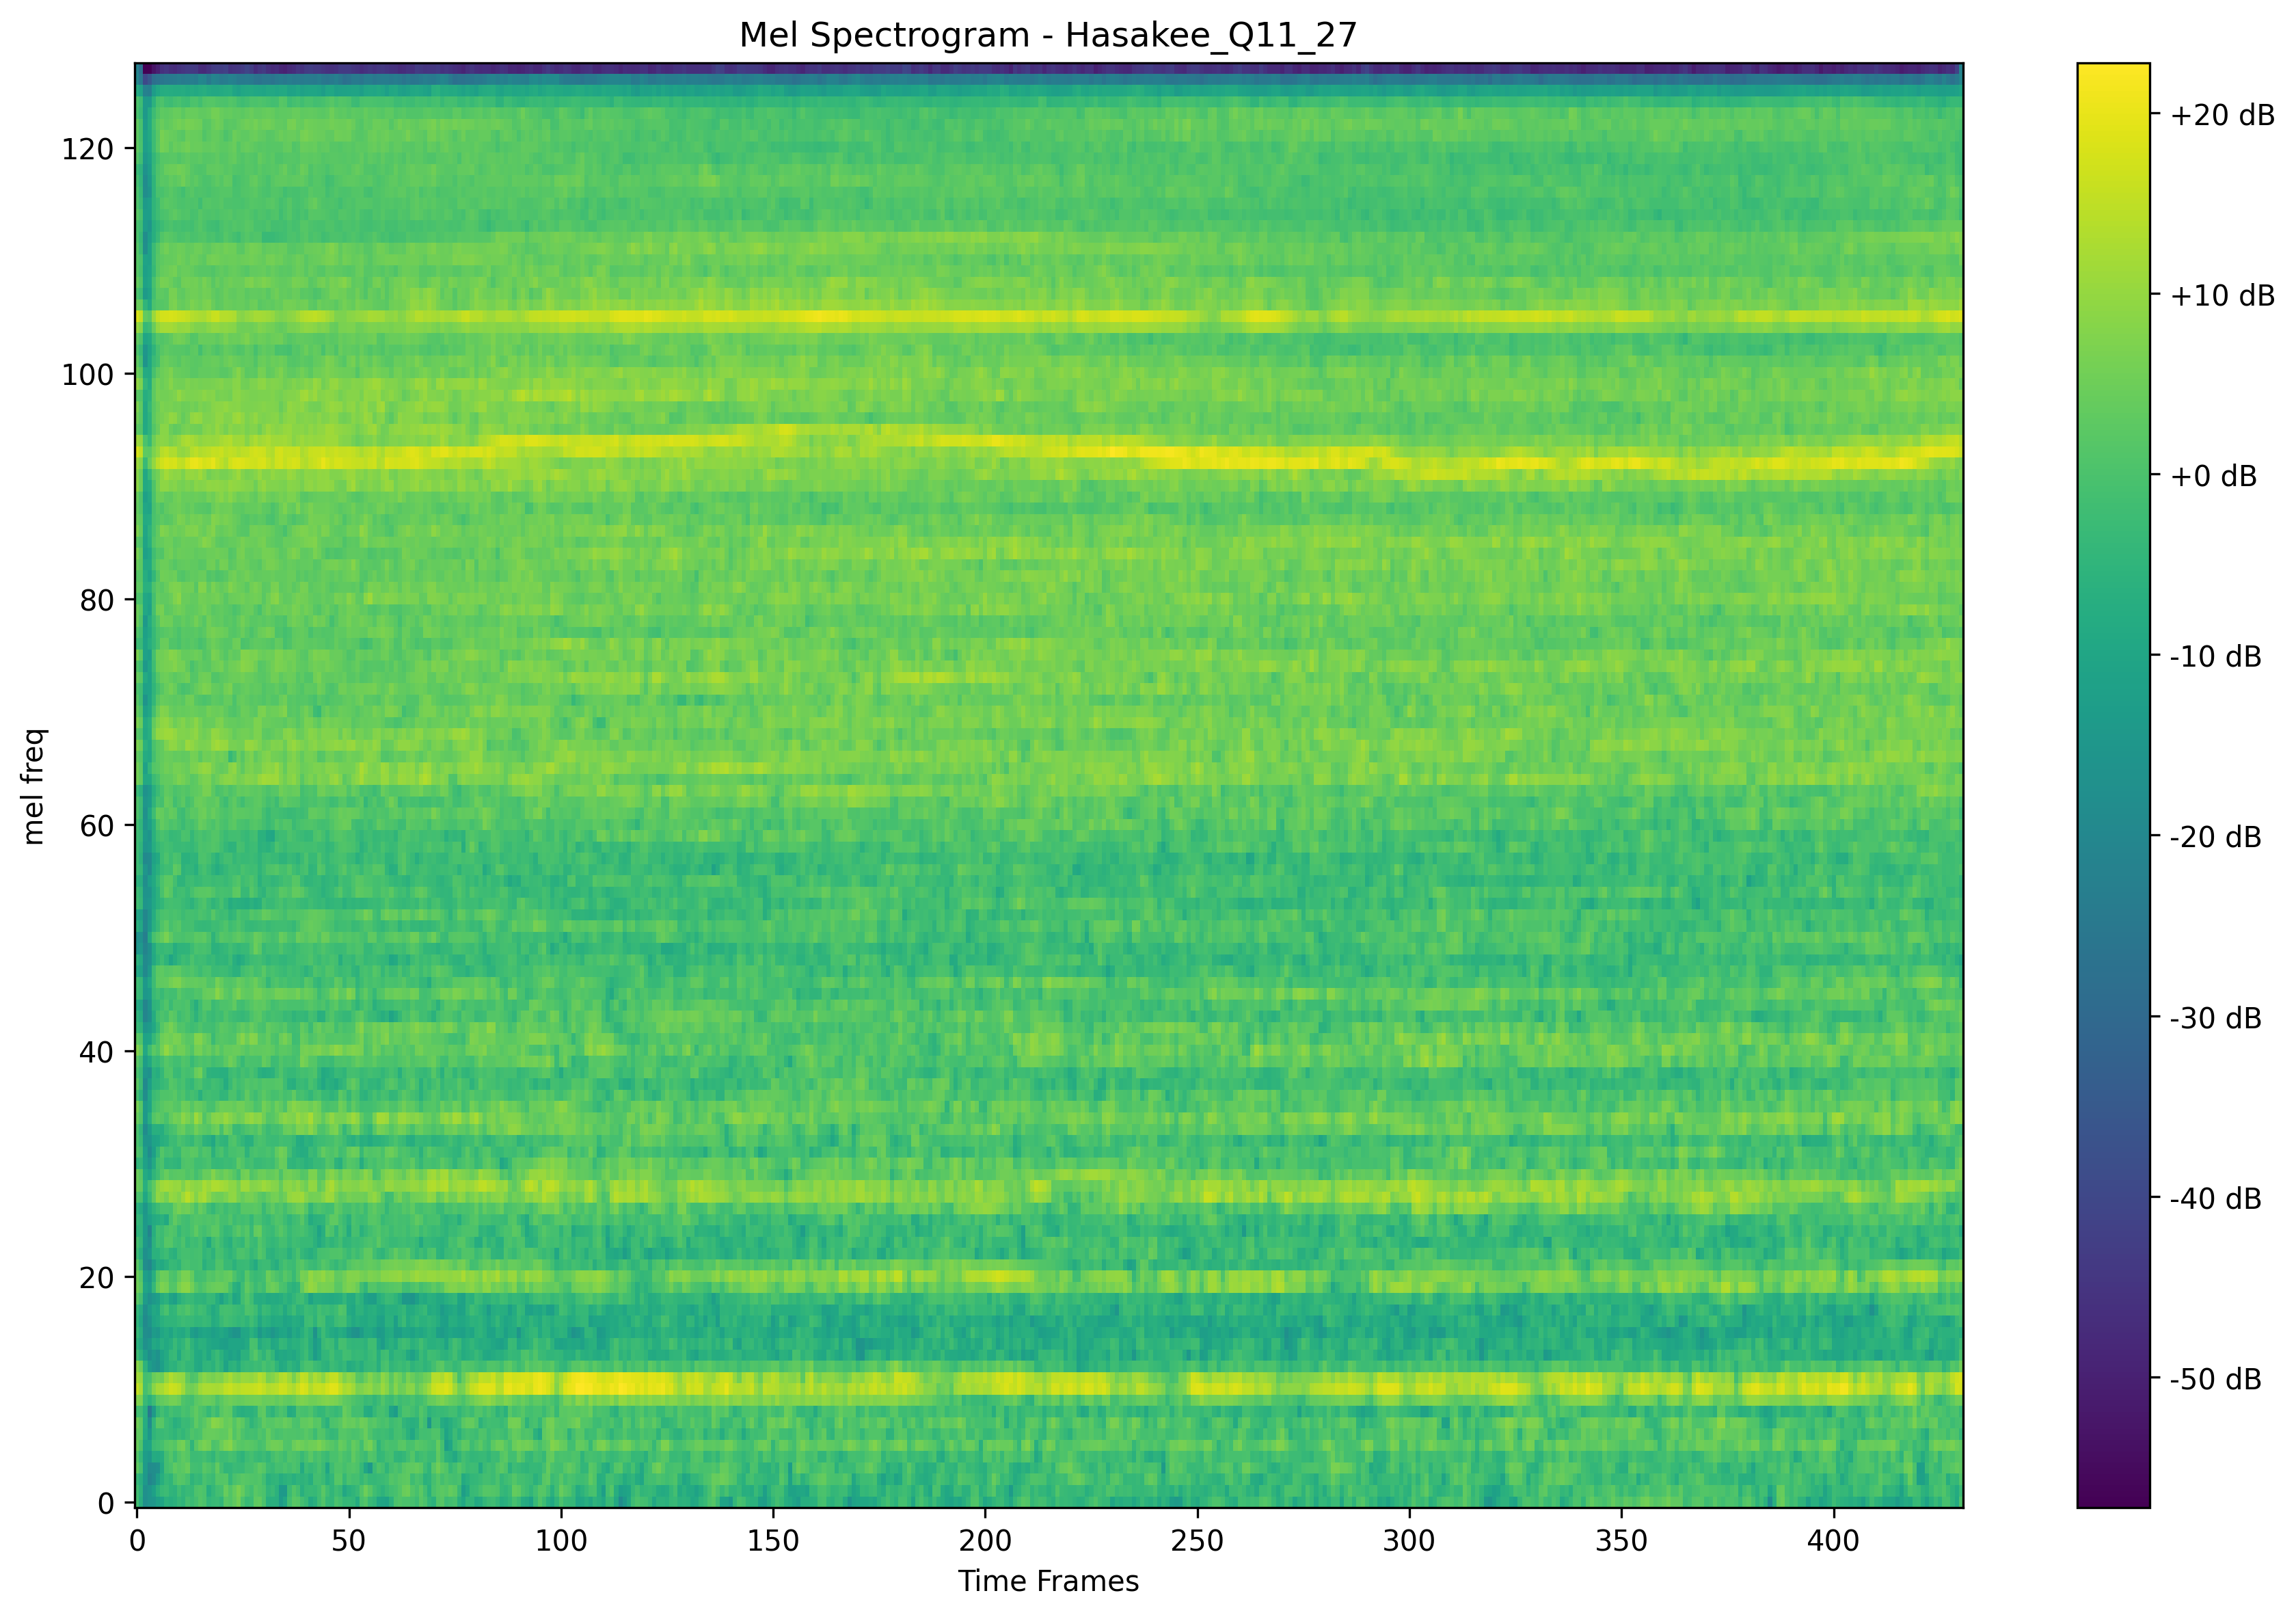 Mel Spectrogram - Hasakee_Q11_27
mel freq
120
100
80
60
40
20
0
0 50 100 150 200 250 300 350 400
Time Frames
+20 dB
+10 dB
+0 dB
-10 dB
-20 dB
-30 dB
-40 dB
-50 dB